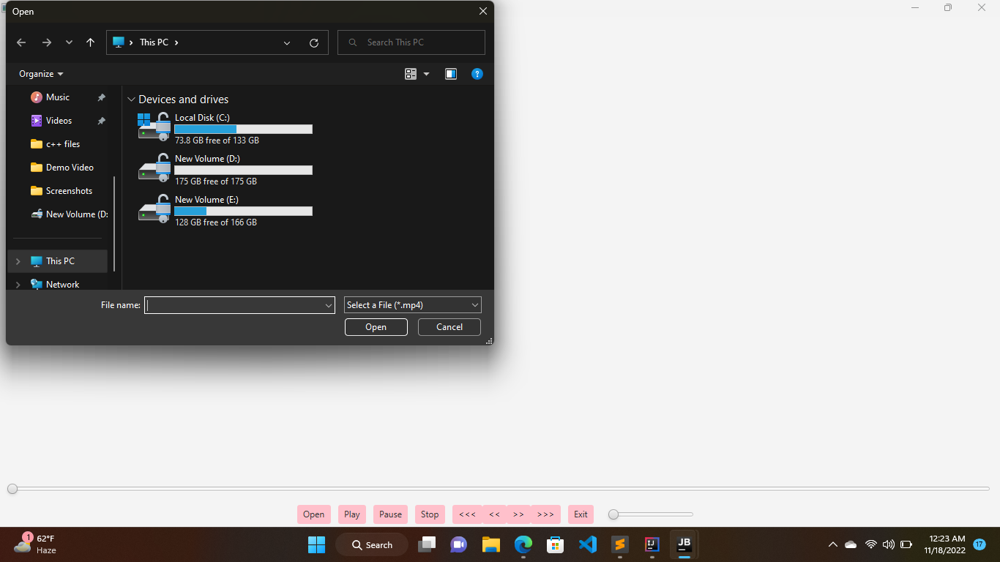 Open
This PC
Search This PC
Organize
Music
Videos
c++ files
Demo Video
Screenshots
New Volume (D:
This PC
Network
Devices and drives
Local Disk (C:)
73.8 GB free of 133 GB
New Volume (D:)
175 GB free of 175 GB
New Volume (E:)
128 GB free of 166 GB
File name:
Select a File (*.mp4)
Open
Cancel
Open
Play
Pause
Stop
<<<
<<
>>
>>>
Exit
1
62°F
Haze
Search
IJ
JB
12:23 AM
11/18/2022
17